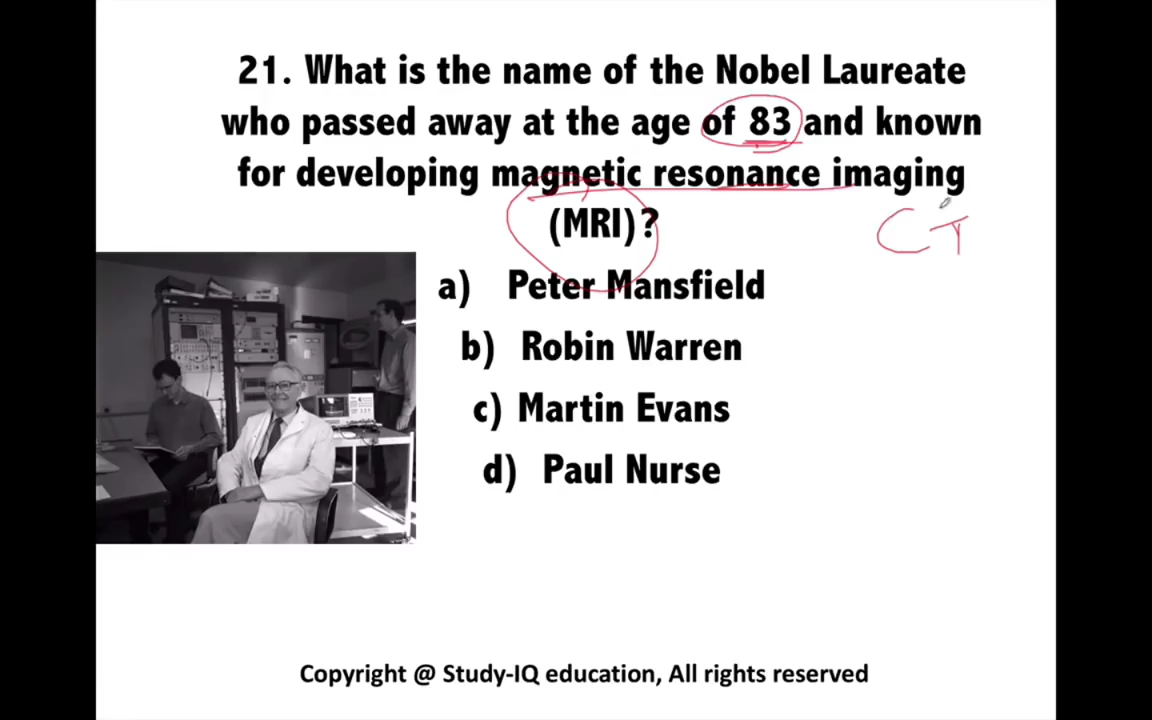 21. What is the name of the Nobel Laureate
who passed away at the age of 83 and known
for developing magnetic resonance imaging
(MRI)?
CT
a) Peter Mansfield
b) Robin Warren
c) Martin Evans
d) Paul Nurse
Copyright @ Study-IQ education, All rights reserved